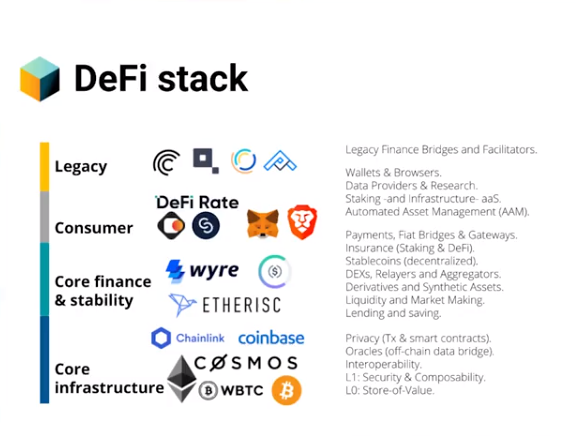 DeFi stack
Legacy
Legacy Finance Bridges and Facilitators.
Consumer
DeFi Rate
Wallets & Browsers.
Data Providers & Research.
Staking -and Infrastructure- aaS.
Automated Asset Management (AAM).
Core finance
& stability
wyre
ETHERISC
Payments, Fiat Bridges & Gateways.
Insurance (Staking & DeFi).
Stablecoins (decentralized).
DEXs, Relayers and Aggregators.
Derivatives and Synthetic Assets.
Liquidity and Market Making.
Lending and saving.
Core
infrastructure
Chainlink
coinbase
COSMOS
WBTC
Privacy (Tx & smart contracts).
Oracles (off-chain data bridge).
Interoperability.
L1: Security & Composability.
L0: Store-of-Value.